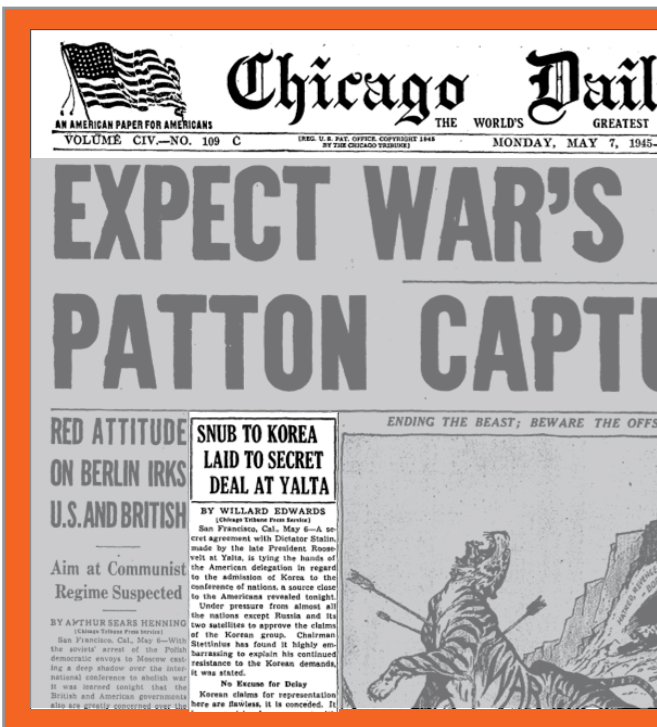 Chicago Dail
AN AMERICAN PAPER FOR AMERICANS
THE WORLD'S GREATEST
VOLUME CIV.—NO. 109 C
[REG. U. S. PAT. OFFICE. COPYRIGHT 1945
BY THE CHICAGO TRIBUNE]
MONDAY, MAY 7, 1945—
EXPECT WAR'S
PATTON CAPTU
RED ATTITUDE
ON BERLIN IRKS
U.S. AND BRITISH
Aim at Communist
Regime Suspected
BY ARTHUR SEARS HENNING
[Chicago Tribune Press Service]
San Francisco, Cal., May 6—With
the soviets' arrest of the Polish
democratic envoys to Moscow cast-
ing a deep shadow over the inter-
national conference to abolish war
it was learned tonight that the
British and American governments
also are greatly concerned over the
SNUB TO KOREA
LAID TO SECRET
DEAL AT YALTA
BY WILLARD EDWARDS
[Chicago Tribune Press Service]
San Francisco, Cal., May 6—A se-
cret agreement with Dictator Stalin,
made by the late President Roose-
velt at Yalta, is tying the hands of
the American delegation in regard
to the admission of Korea to the
conference of nations, a source close
to the Americans revealed tonight.
Under pressure from almost all
the nations except Russia and its
two satellites to approve the claims
of the Korean group. Chairman
Stettinius has found it highly em-
barrassing to explain his continued
resistance to the Korean demands,
it was stated.
No Excuse for Delay
Korean claims for representation
here are flawless, it is conceded. It
ENDING THE BEAST; BEWARE THE OFFS